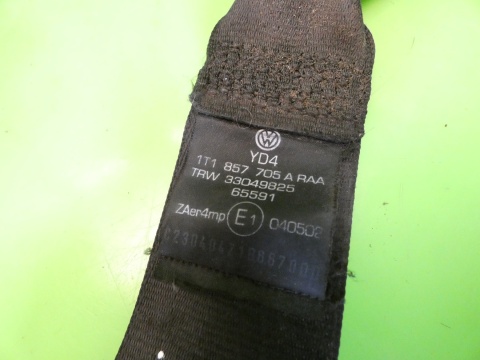 YD4
1T1 857 705 A RAA
TRW 33049825
65591
ZAer4mp E1 040502